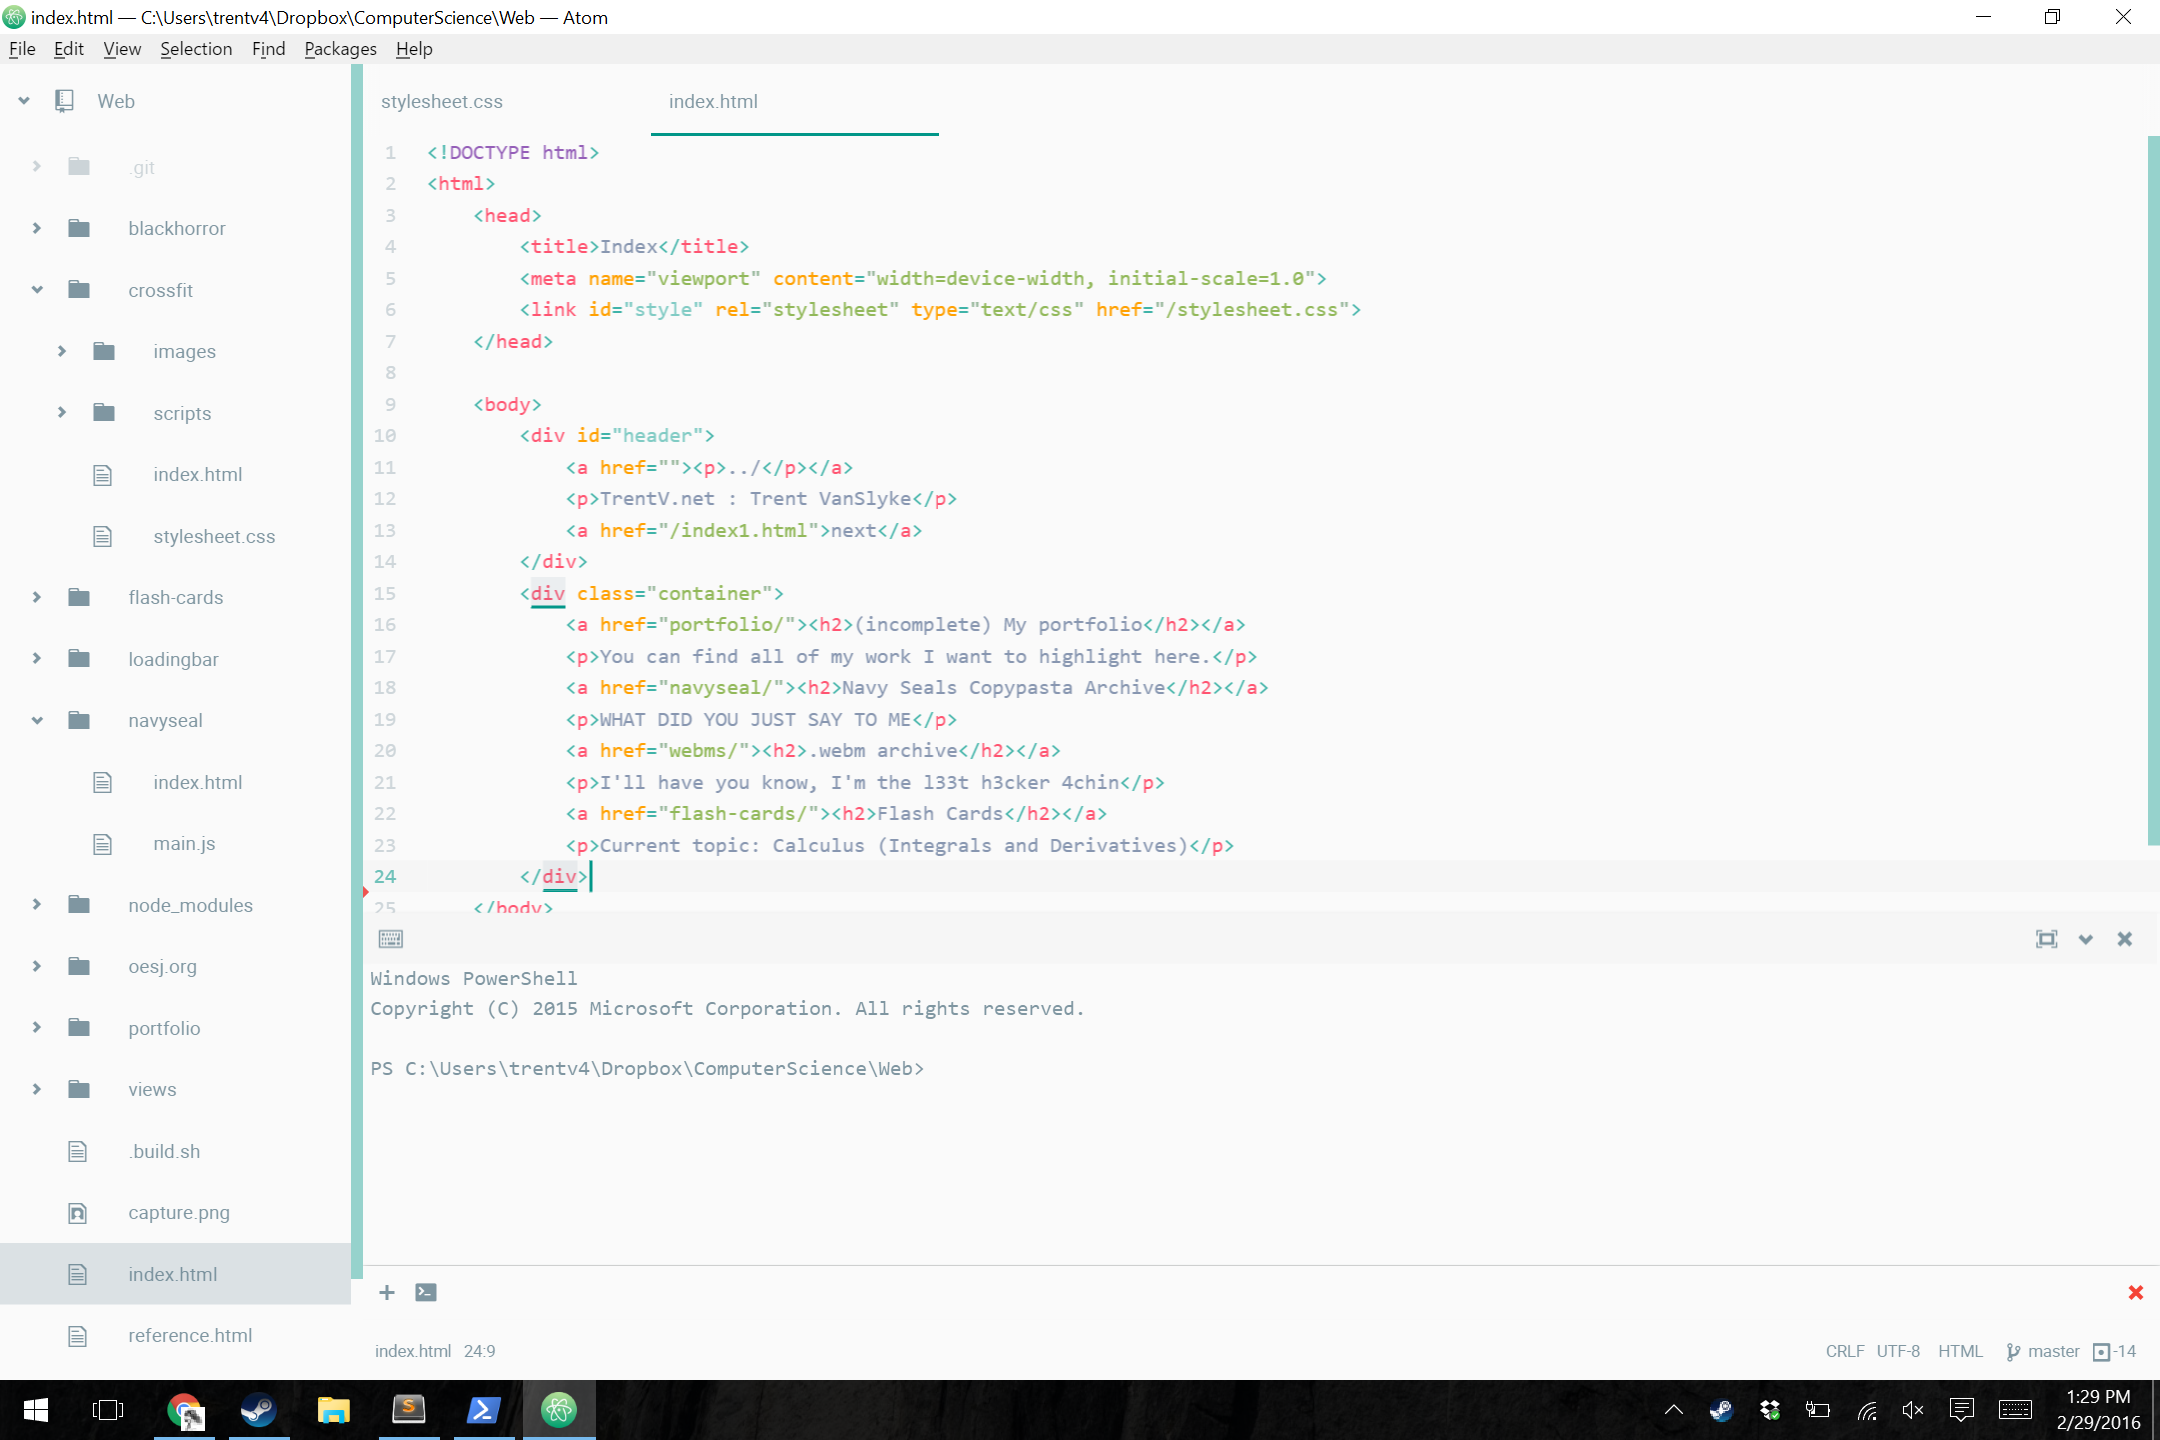 index.html — C:\Users\trentv4\Dropbox\ComputerScience\Web — Atom
File Edit View Selection Find Packages Help
Web
.git
blackhorror
crossfit
images
scripts
index.html
stylesheet.css
flash-cards
loadingbar
navyseal
index.html
main.js
node_modules
oesj.org
portfolio
views
.build.sh
capture.png
index.html
reference.html
stylesheet.css index.html
1 <!DOCTYPE html>
2 <html>
3 <head>
4 <title>Index</title>
5 <meta name="viewport" content="width=device-width, initial-scale=1.0">
6 <link id="style" rel="stylesheet" type="text/css" href="/stylesheet.css">
7 </head>
8
9 <body>
10 <div id="header">
11 <a href=""><p>../</p></a>
12 <p>TrentV.net : Trent VanSlyke</p>
13 <a href="/index1.html">next</a>
14 </div>
15 <div class="container">
16 <a href="portfolio/"><h2>(incomplete) My portfolio</h2></a>
17 <p>You can find all of my work I want to highlight here.</p>
18 <a href="navyseal/"><h2>Navy Seals Copypasta Archive</h2></a>
19 <p>WHAT DID YOU JUST SAY TO ME</p>
20 <a href="webms/"><h2>.webm archive</h2></a>
21 <p>I'll have you know, I'm the l33t h3cker 4chin</p>
22 <a href="flash-cards/"><h2>Flash Cards</h2></a>
23 <p>Current topic: Calculus (Integrals and Derivatives)</p>
24 </div>
25 </body>
Windows PowerShell
Copyright (C) 2015 Microsoft Corporation. All rights reserved.
PS C:\Users\trentv4\Dropbox\ComputerScience\Web>
index.html 24:9 CRLF UTF-8 HTML master -14
1:29 PM
2/29/2016